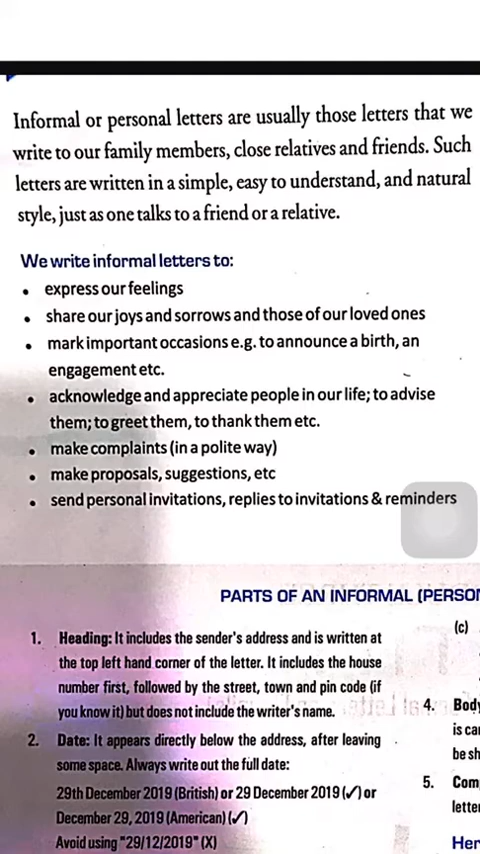 Informal or personal letters are usually those letters that we
write to our family members, close relatives and friends. Such
letters are written in a simple, easy to understand, and natural
style, just as one talks to a friend or a relative.
We write informal letters to:
• express our feelings
• share our joys and sorrows and those of our loved ones
• mark important occasions e.g. to announce a birth, an
engagement etc.
• acknowledge and appreciate people in our life; to advise
them; to greet them, to thank them etc.
• make complaints (in a polite way)
• make proposals, suggestions, etc
• send personal invitations, replies to invitations & reminders
PARTS OF AN INFORMAL (PERSON
1. Heading: It includes the sender's address and is written at
the top left hand corner of the letter. It includes the house
number first, followed by the street, town and pin code (if
you know it) but does not include the writer's name.
2. Date: It appears directly below the address, after leaving
some space. Always write out the full date:
29th December 2019 (British) or 29 December 2019 (✓) or
December 29, 2019 (American) (✓)
Avoid using "29/12/2019" (X)
(c)
4. Body
is ca
be sh
5. Com
lette
Her